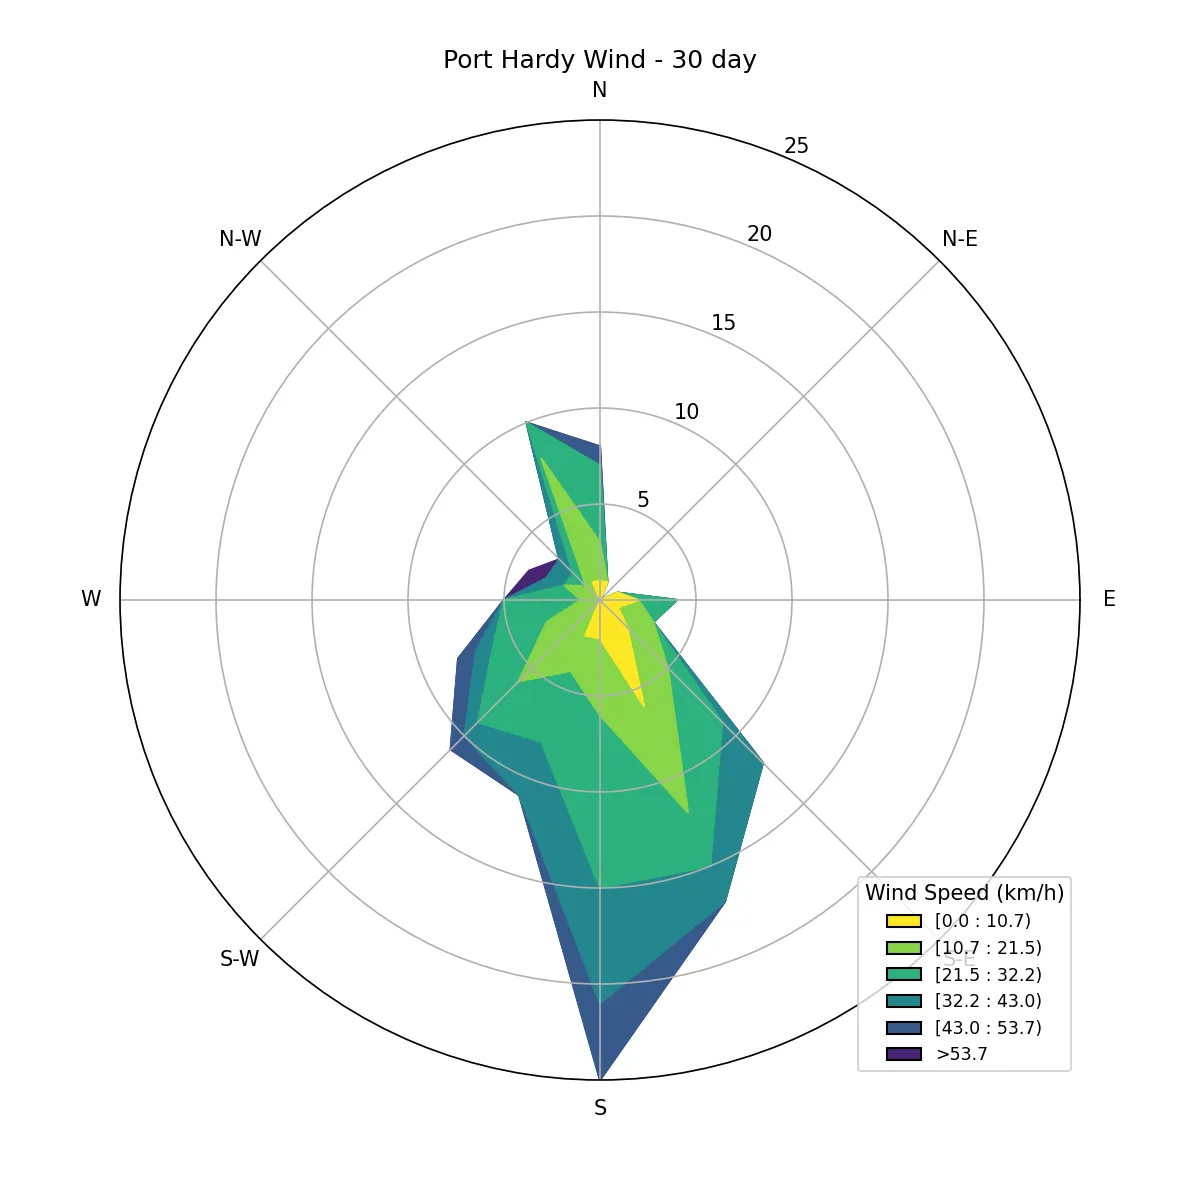 Port Hardy Wind - 30 day
N
25
N-W
N-E
20
15
10
5
W
E
Wind Speed (km/h)
[0.0 : 10.7)
[10.7 : 21.5)
S-W
S-E
[21.5 : 32.2)
[32.2 : 43.0)
[43.0 : 53.7)
>53.7
S